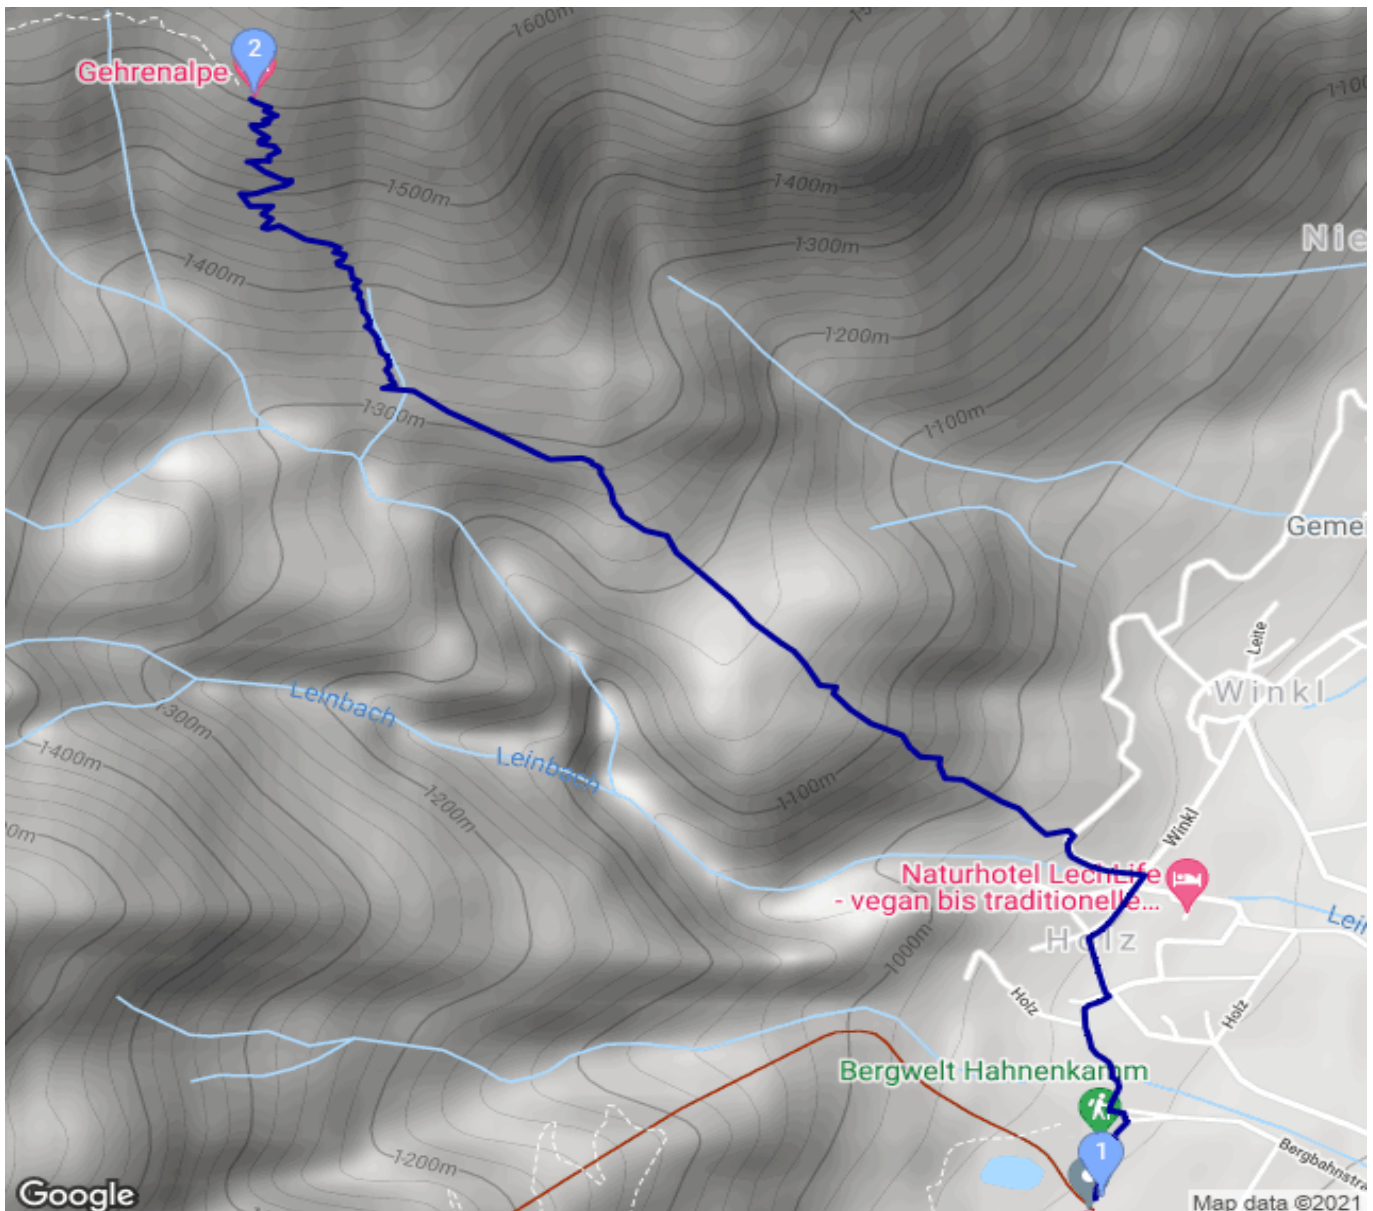 1600m
2
Gehrenalpe
1500m
1400m
1400m
1300m
Nie
1200m
1300m
1100m
Gemei
Leite
Winkl
Leinbach
1300m
Leinbach
1400m
1200m
1100m
Winkl
Naturhotel LechLife
- vegan bis traditionelle...
Holz
1000m
Holz
Holz
Bergwelt Hahnenkamm
1
1200m
Bergbahnstra
Google
Map data ©2021